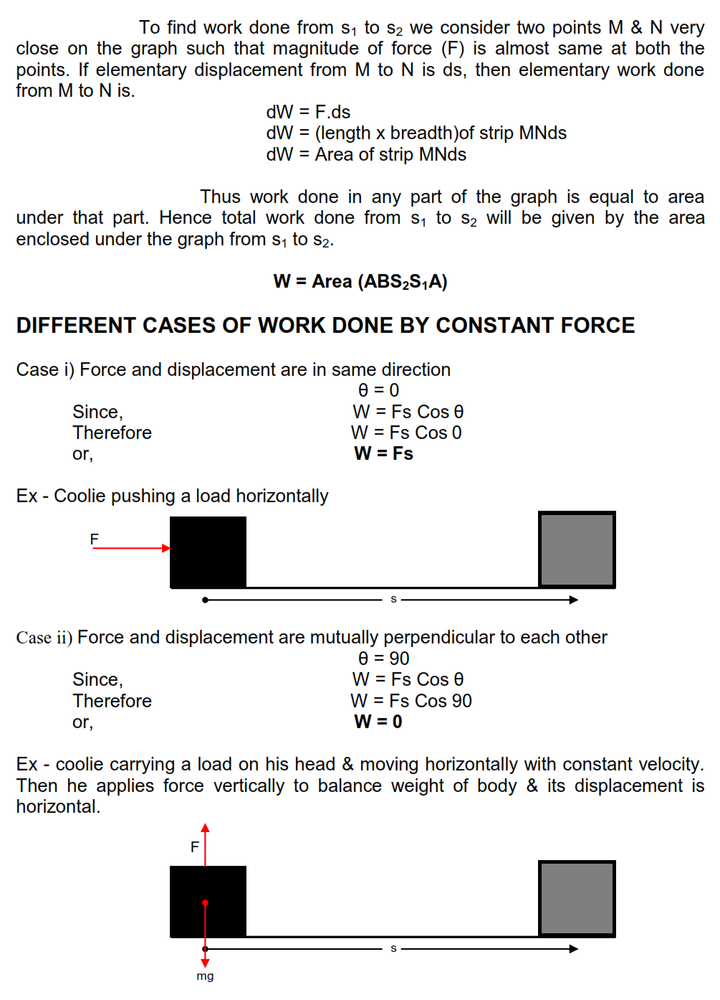 To find work done from s₁ to s₂ we consider two points M & N very
close on the graph such that magnitude of force (F) is almost same at both the
points. If elementary displacement from M to N is ds, then elementary work done
from M to N is.
dW = F.ds
dW = (length x breadth)of strip MNds
dW = Area of strip MNds
Thus work done in any part of the graph is equal to area
under that part. Hence total work done from s₁ to s₂ will be given by the area
enclosed under the graph from s₁ to s₂.
W = Area (ABS₂S₁A)
DIFFERENT CASES OF WORK DONE BY CONSTANT FORCE
Case i) Force and displacement are in same direction
θ = 0
Since, W = Fs Cos θ
Therefore W = Fs Cos 0
or, W = Fs
Ex - Coolie pushing a load horizontally
F
s
Case ii) Force and displacement are mutually perpendicular to each other
θ = 90
Since, W = Fs Cos θ
Therefore W = Fs Cos 90
or, W = 0
Ex - coolie carrying a load on his head & moving horizontally with constant velocity.
Then he applies force vertically to balance weight of body & its displacement is
horizontal.
F
s
mg